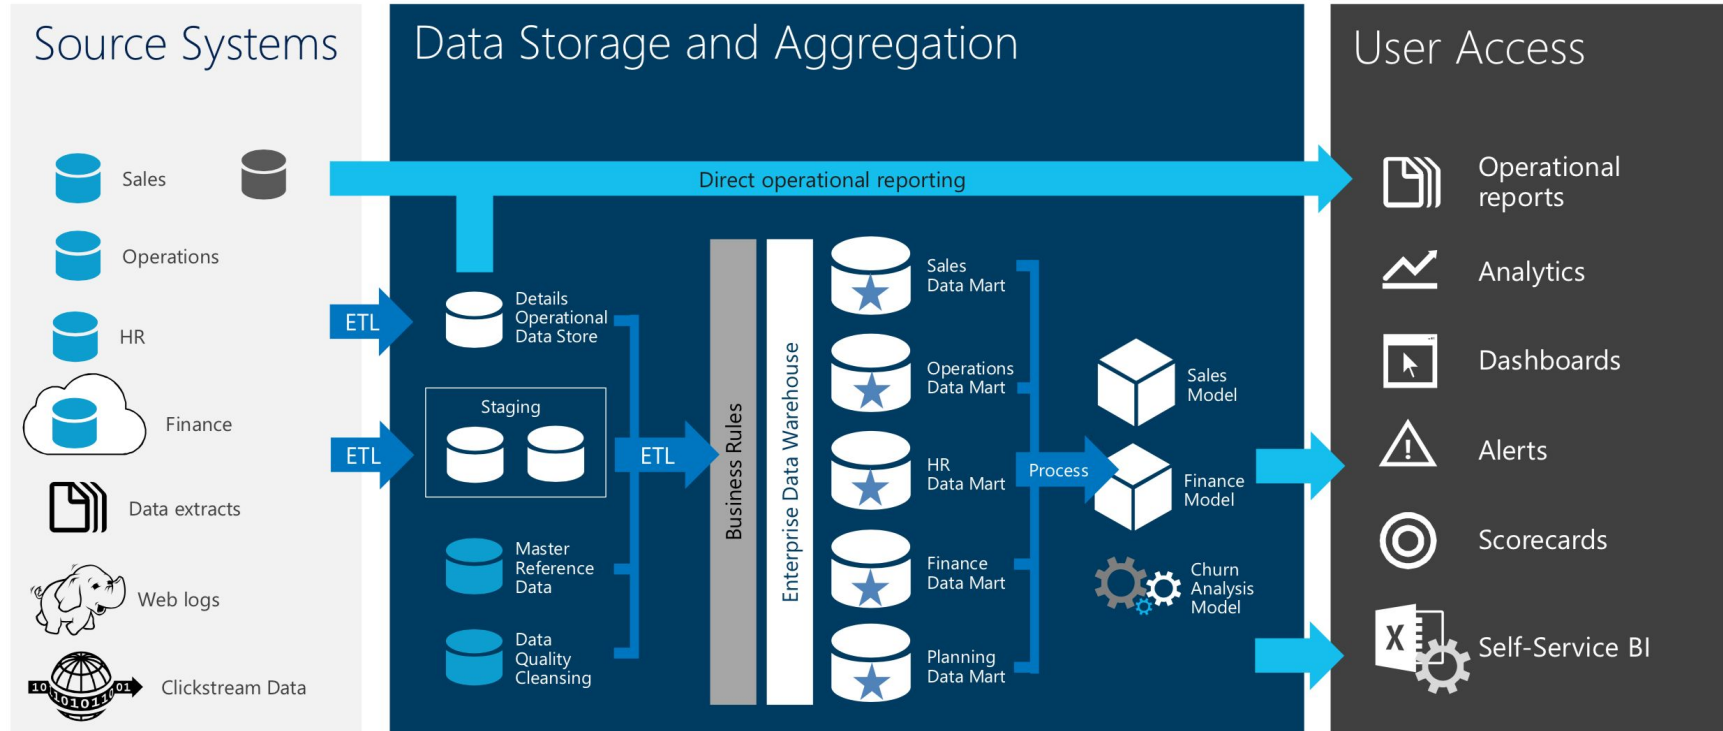 Source Systems
Data Storage and Aggregation
User Access
Sales
Operations
HR
Finance
Data extracts
Web logs
10 1010110 01
Clickstream Data
Direct operational reporting
ETL
ETL
Details
Operational
Data Store
Staging
Master
Reference
Data
Data
Quality
Cleansing
ETL
Business Rules
Enterprise Data Warehouse
Sales
Data Mart
Operations
Data Mart
HR
Data Mart
Finance
Data Mart
Planning
Data Mart
Process
Sales
Model
Finance
Model
Churn
Analysis
Model
Operational
reports
Analytics
Dashboards
Alerts
Scorecards
X
Self-Service BI